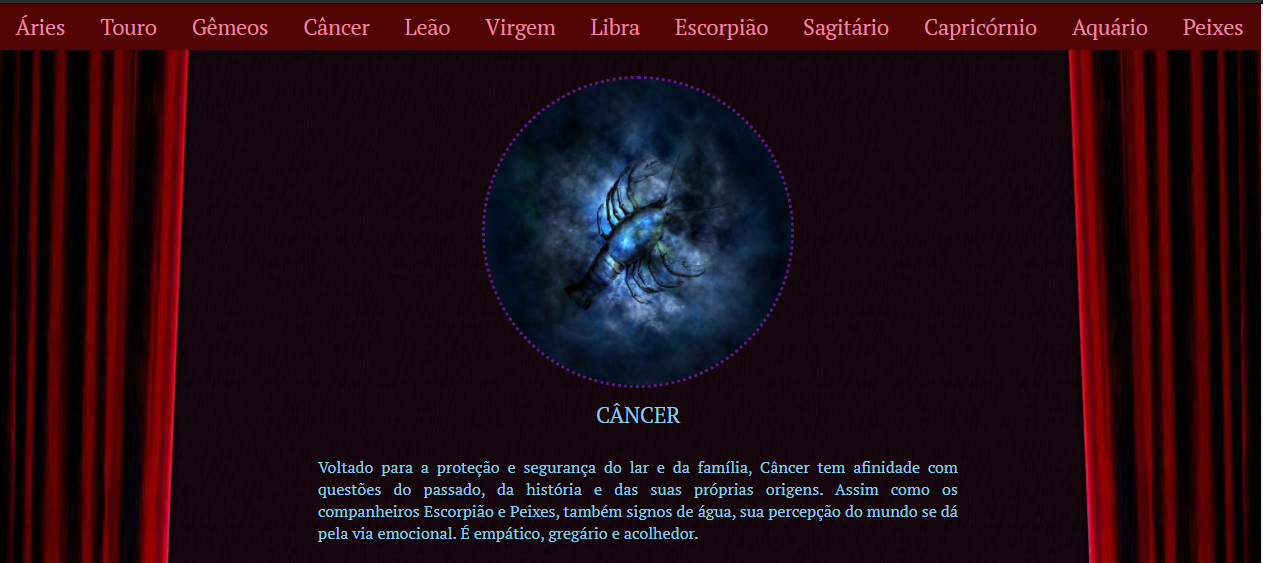 Áries Touro Gêmeos Câncer Leão Virgem Libra Escorpião Sagitário Capricórnio Aquário Peixes
CÂNCER
Voltado para a proteção e segurança do lar e da família, Câncer tem afinidade com
questões do passado, da história e das suas próprias origens. Assim como os
companheiros Escorpião e Peixes, também signos de água, sua percepção do mundo se dá
pela via emocional. É empático, gregário e acolhedor.